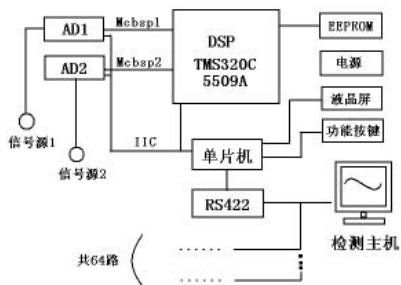 AD1
Mcbsp1
DSP
TMS320C
5509A
EEPROM
AD2
Mcbsp2
电源
液晶屏
信号源1
IIC
单片机
功能按键
信号源2
RS422
检测主机
共64路